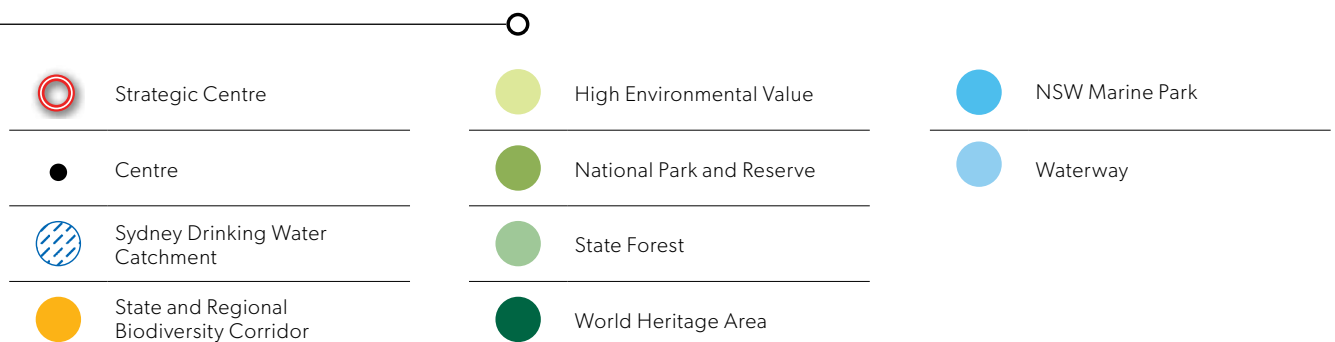 Strategic Centre
Centre
Sydney Drinking Water
Catchment
State and Regional
Biodiversity Corridor
High Environmental Value
National Park and Reserve
State Forest
World Heritage Area
NSW Marine Park
Waterway